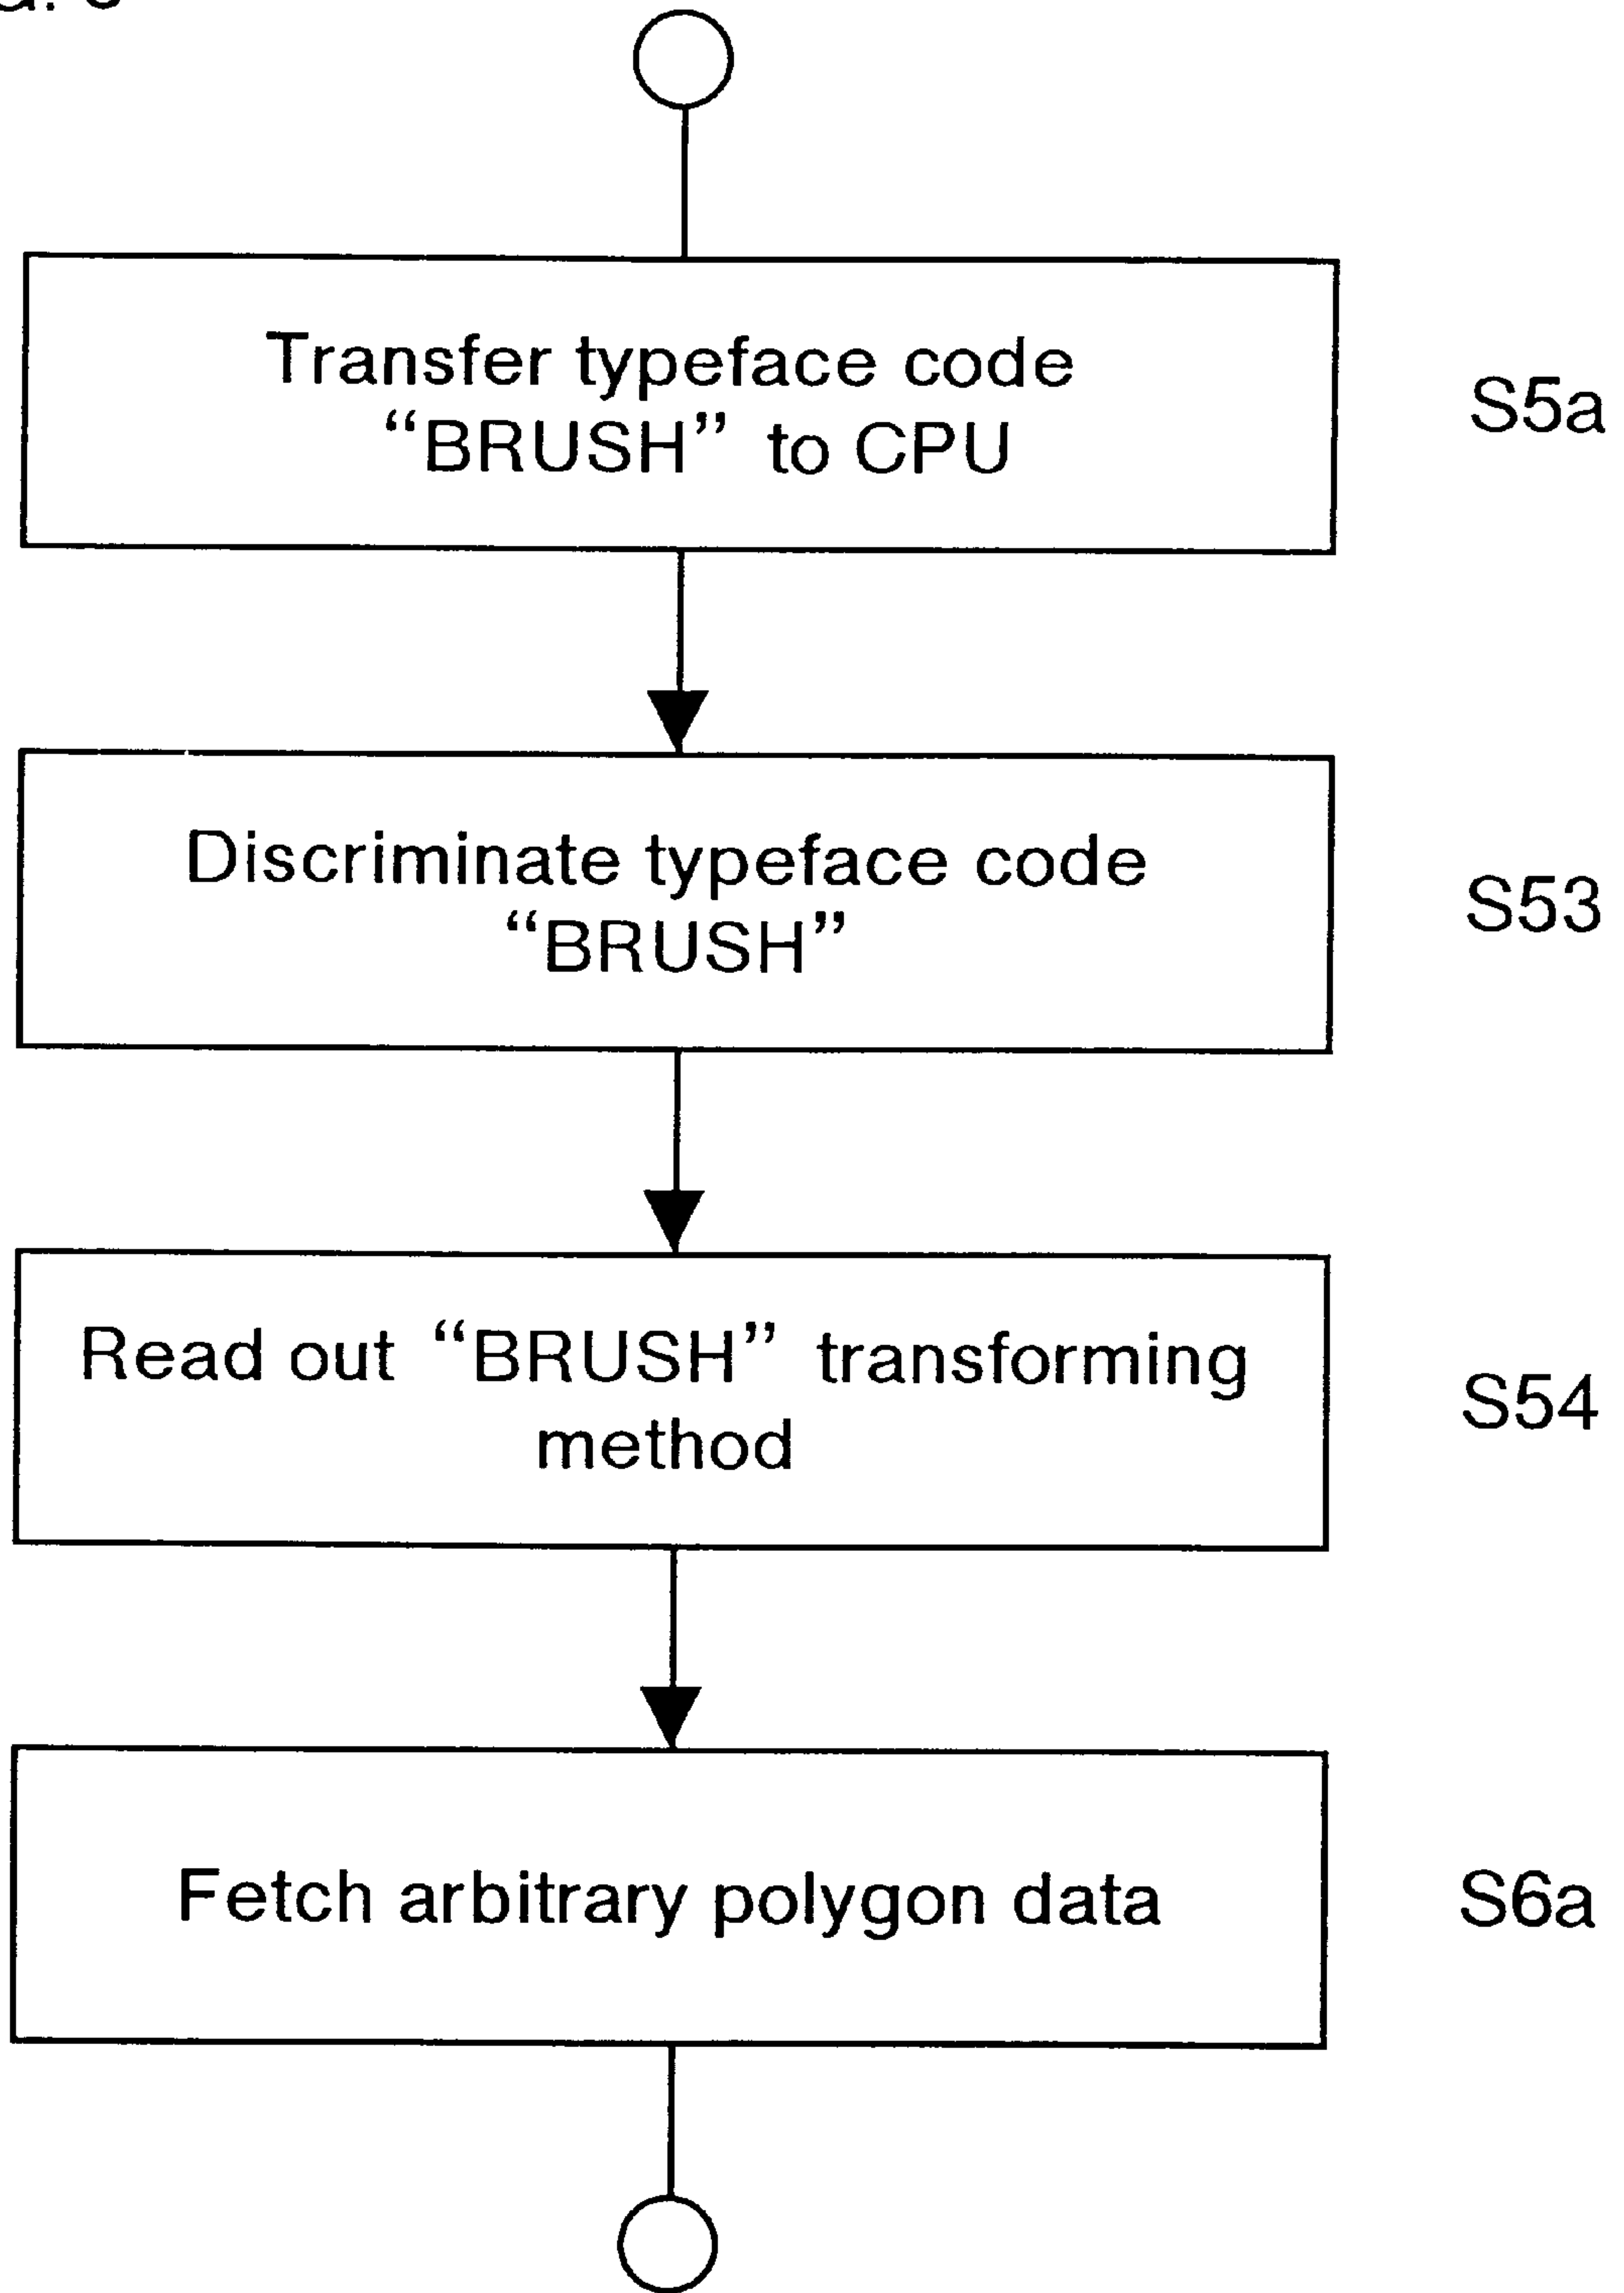 Transfer typeface code
“BRUSH” to CPU
S5a
Discriminate typeface code
“BRUSH”
S53
Read out “BRUSH” transforming
method
S54
Fetch arbitrary polygon data
S6a